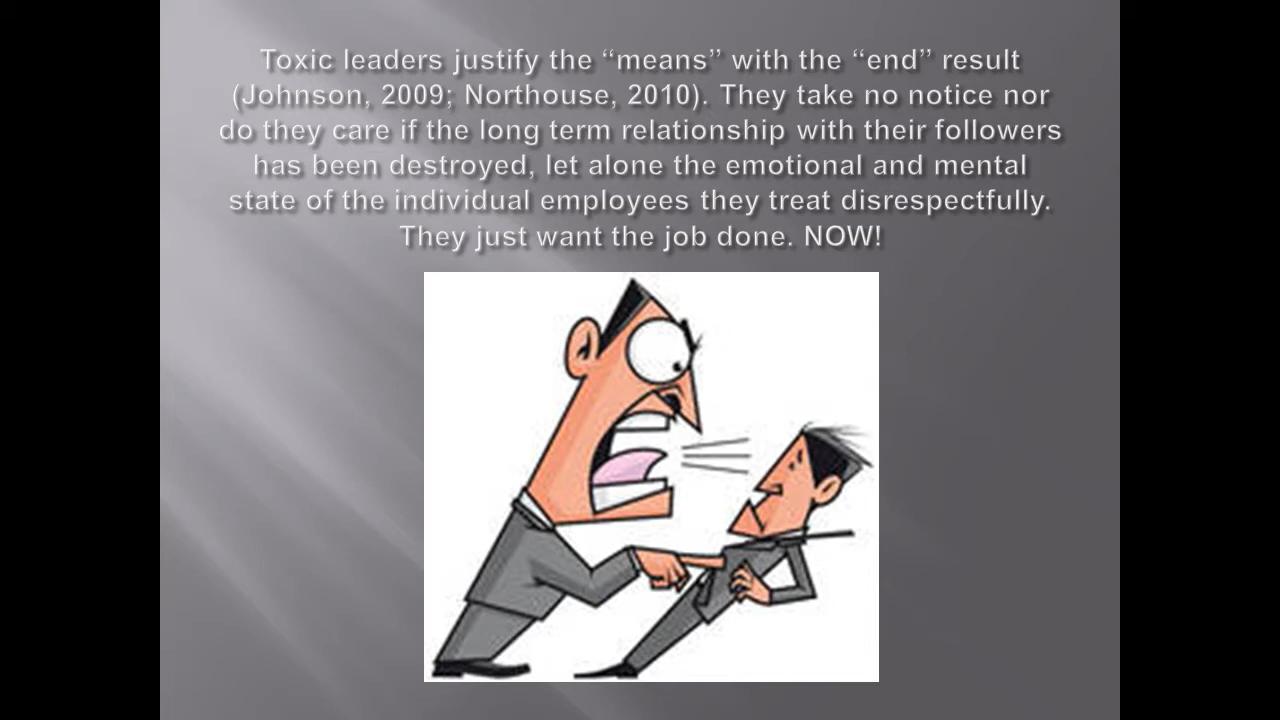 Toxic leaders justify the “means” with the “end” result
(Johnson, 2009; Northouse, 2010). They take no notice nor
do they care if the long term relationship with their followers
has been destroyed, let alone the emotional and mental
state of the individual employees they treat disrespectfully.
They just want the job done. NOW!